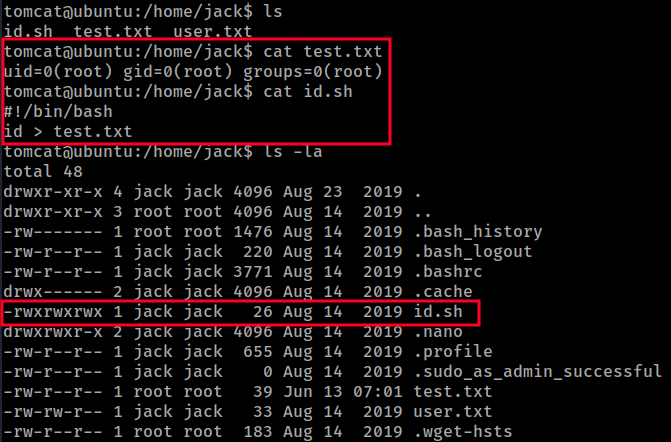 tomcat@ubuntu:/home/jack$ ls
id.sh  test.txt  user.txt
tomcat@ubuntu:/home/jack$ cat test.txt
uid=0(root) gid=0(root) groups=0(root)
tomcat@ubuntu:/home/jack$ cat id.sh
#!/bin/bash
id > test.txt
tomcat@ubuntu:/home/jack$ ls -la
total 48
drwxr-xr-x 4 jack jack 4096 Aug 23  2019 .
drwxr-xr-x 3 root root 4096 Aug 14  2019 ..
-rw------- 1 root root 1476 Aug 14  2019 .bash_history
-rw-r--r-- 1 jack jack  220 Aug 14  2019 .bash_logout
-rw-r--r-- 1 jack jack 3771 Aug 14  2019 .bashrc
drwx------ 2 jack jack 4096 Aug 14  2019 .cache
-rwxrwxrwx 1 jack jack   26 Aug 14  2019 id.sh
drwxrwxr-x 2 jack jack 4096 Aug 14  2019 .nano
-rw-r--r-- 1 jack jack  655 Aug 14  2019 .profile
-rw-r--r-- 1 jack jack    0 Aug 14  2019 .sudo_as_admin_successful
-rw-r--r-- 1 root root   39 Jun 13 07:01 test.txt
-rw-rw-r-- 1 jack jack   33 Aug 14  2019 user.txt
-rw-r--r-- 1 root root  183 Aug 14  2019 .wget-hsts